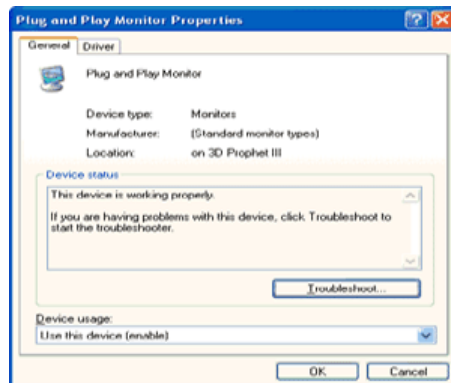 Plug and Play Monitor Properties
General Driver
Plug and Play Monitor
Device type: Monitors
Manufacturer: (Standard monitor types)
Location: on 3D Prophet III
Device status
This device is working properly.
If you are having problems with this device, click Troubleshoot to
start the troubleshooter.
Troubleshoot...
Device usage:
Use this device (enable)
OK Cancel